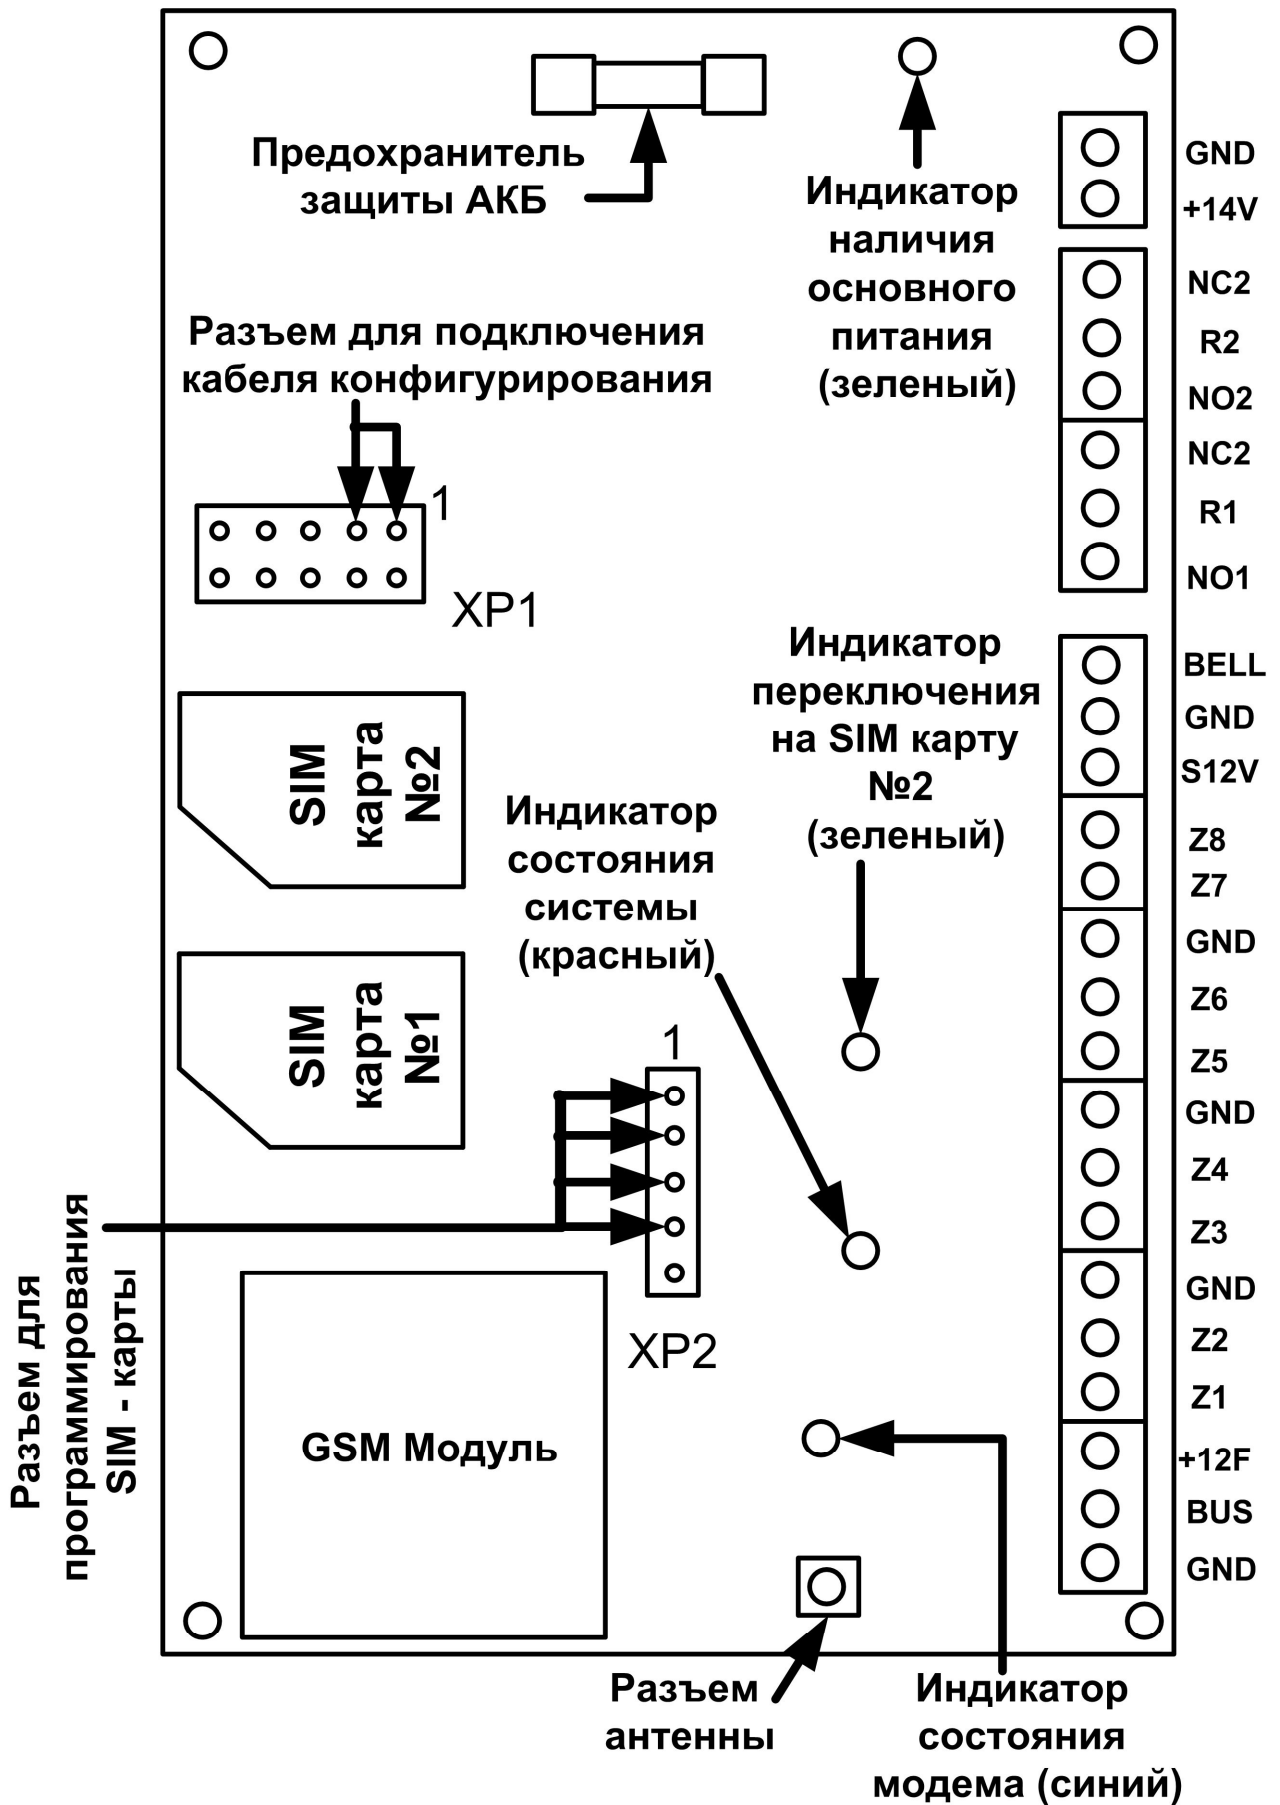 Предохранитель
защиты АКБ
Индикатор
наличия
основного
питания
(зеленый)
GND
+14V
NC2
R2
NO2
NC2
R1
NO1
Разъем для подключения
кабеля конфигурирования
1
XP1
Индикатор
переключения
на SIM карту
№2
(зеленый)
BELL
GND
S12V
Z8
Z7
GND
Z6
Z5
GND
Z4
Z3
GND
Z2
Z1
+12F
BUS
GND
SIM
карта
№2
Индикатор
состояния
системы
(красный)
SIM
карта
№1
1
XP2
Разъем для
программирования
SIM - карты
GSM Модуль
Разъем
антенны
Индикатор
состояния
модема (синий)